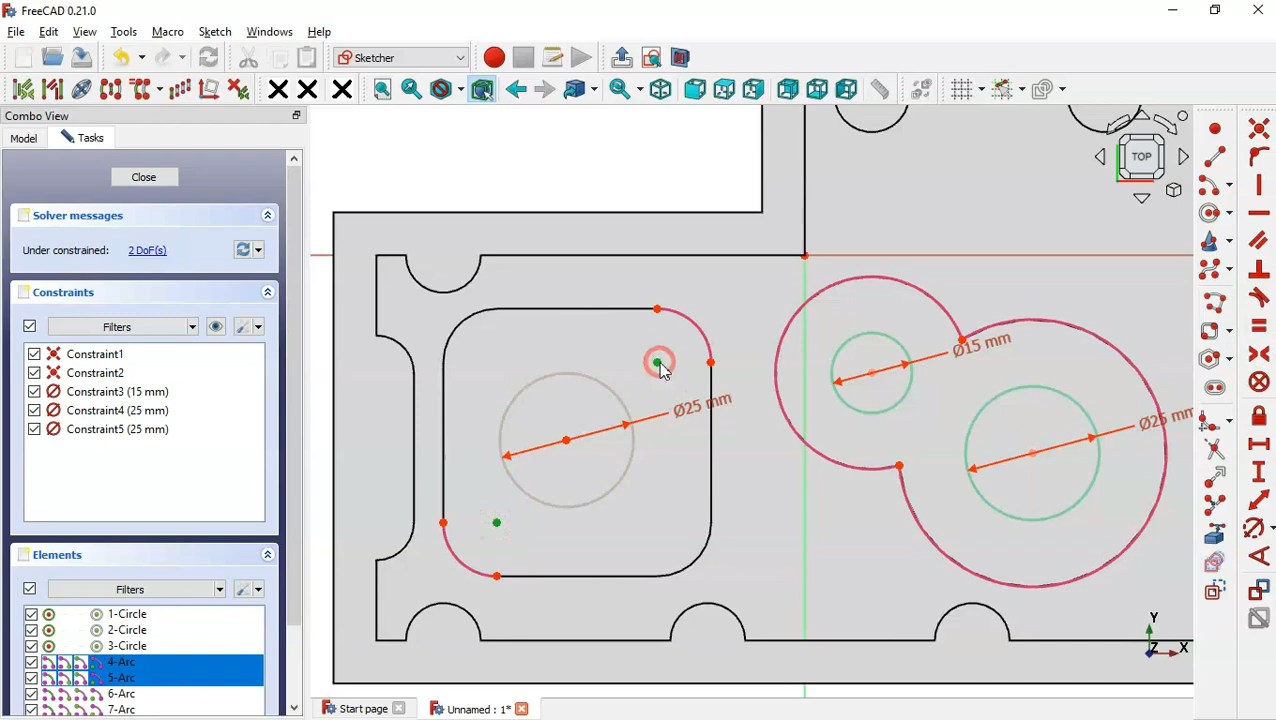 FreeCAD 0.21.0
File Edit View Tools Macro Sketch Windows Help
Sketcher
Combo View
Model Tasks
TOP
Close
Solver messages
Under constrained: 2 DoF(s)
Constraints
Filters
Constraint1
Constraint2
Constraint3 (15 mm)
Constraint4 (25 mm)
Constraint5 (25 mm)
Ø15 mm
Ø25 mm
Ø25 mm
Elements
Filters
1-Circle
2-Circle
3-Circle
4-Arc
5-Arc
6-Arc
7-Arc
Y
Z X
Start page Unnamed : 1*